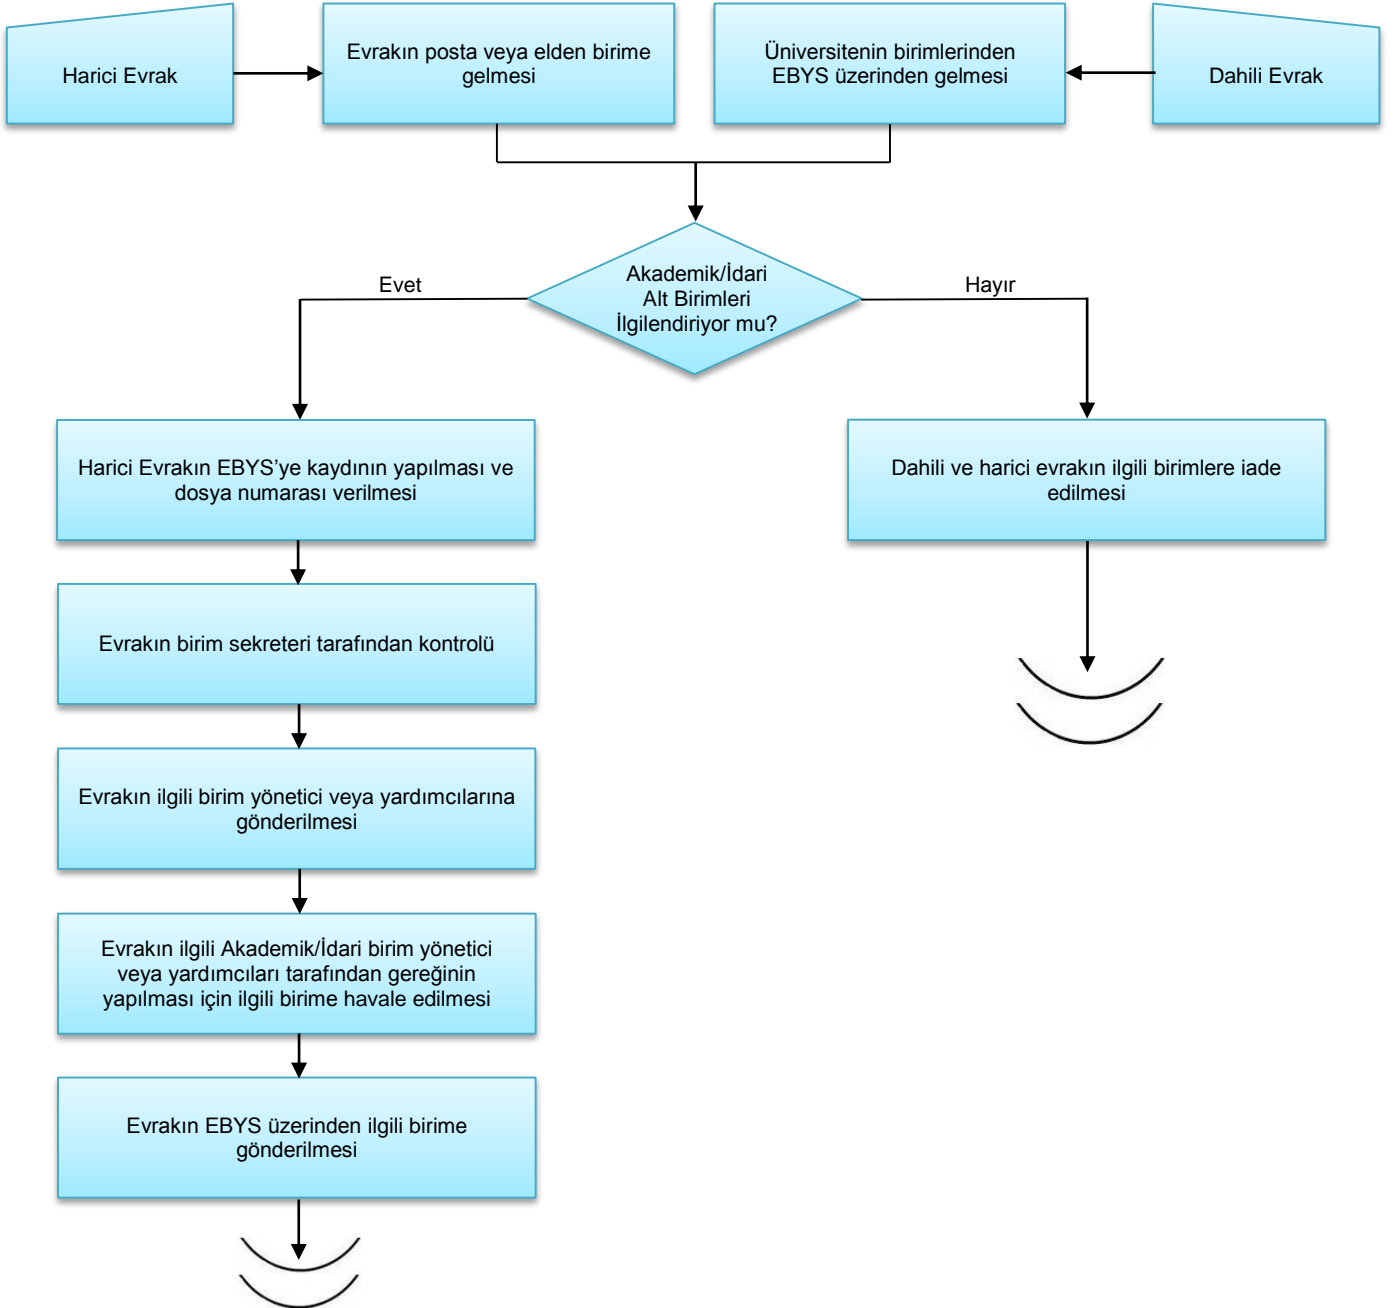 Harici Evrak
Evrakın posta veya elden birime
gelmesi
Üniversitenin birimlerinden
EBYS üzerinden gelmesi
Dahili Evrak
Akademik/İdari
Alt Birimleri
İlgilendiriyor mu?
Evet
Hayır
Harici Evrakın EBYS’ye kaydının yapılması ve
dosya numarası verilmesi
Dahili ve harici evrakın ilgili birimlere iade
edilmesi
Evrakın birim sekreteri tarafından kontrolü
Evrakın ilgili birim yönetici veya yardımcılarına
gönderilmesi
Evrakın ilgili Akademik/İdari birim yönetici
veya yardımcıları tarafından gereğinin
yapılması için ilgili birime havale edilmesi
Evrakın EBYS üzerinden ilgili birime
gönderilmesi